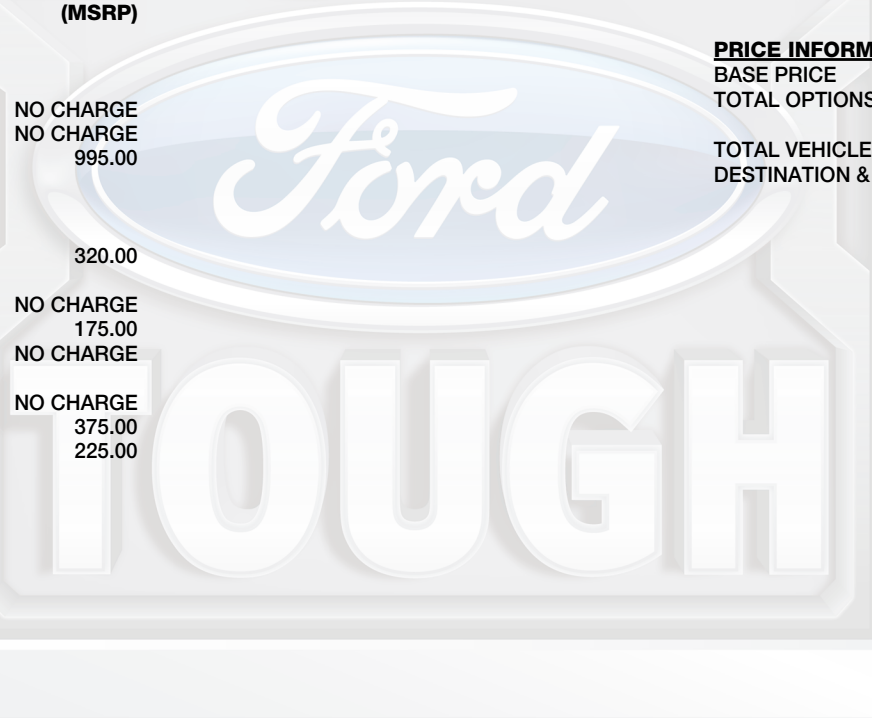 (MSRP)
NO CHARGE
NO CHARGE
995.00
320.00
NO CHARGE
175.00
NO CHARGE
NO CHARGE
375.00
225.00
PRICE INFORM
BASE PRICE
TOTAL OPTIONS
TOTAL VEHICLE
DESTINATION &
Ford
TOUGH